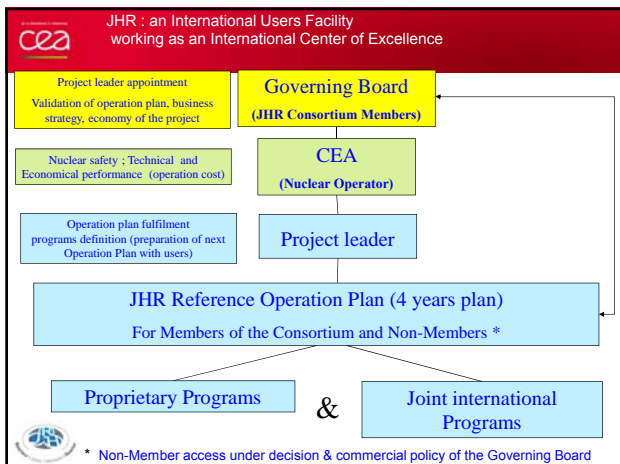 JHR : an International Users Facility
working as an International Center of Excellence
cea
Project leader appointment
Validation of operation plan, business
strategy, economy of the project
Governing Board
(JHR Consortium Members)
Nuclear safety ; Technical and
Economical performance (operation cost)
CEA
(Nuclear Operator)
Operation plan fulfilment
programs definition (preparation of next
Operation Plan with users)
Project leader
JHR Reference Operation Plan (4 years plan)
For Members of the Consortium and Non-Members *
Proprietary Programs
&
Joint international
Programs
* Non-Member access under decision & commercial policy of the Governing Board